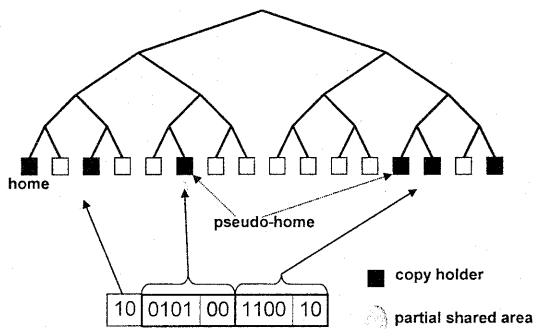 home
pseudo-home
10 0101 00 1100 10
copy holder
partial shared area